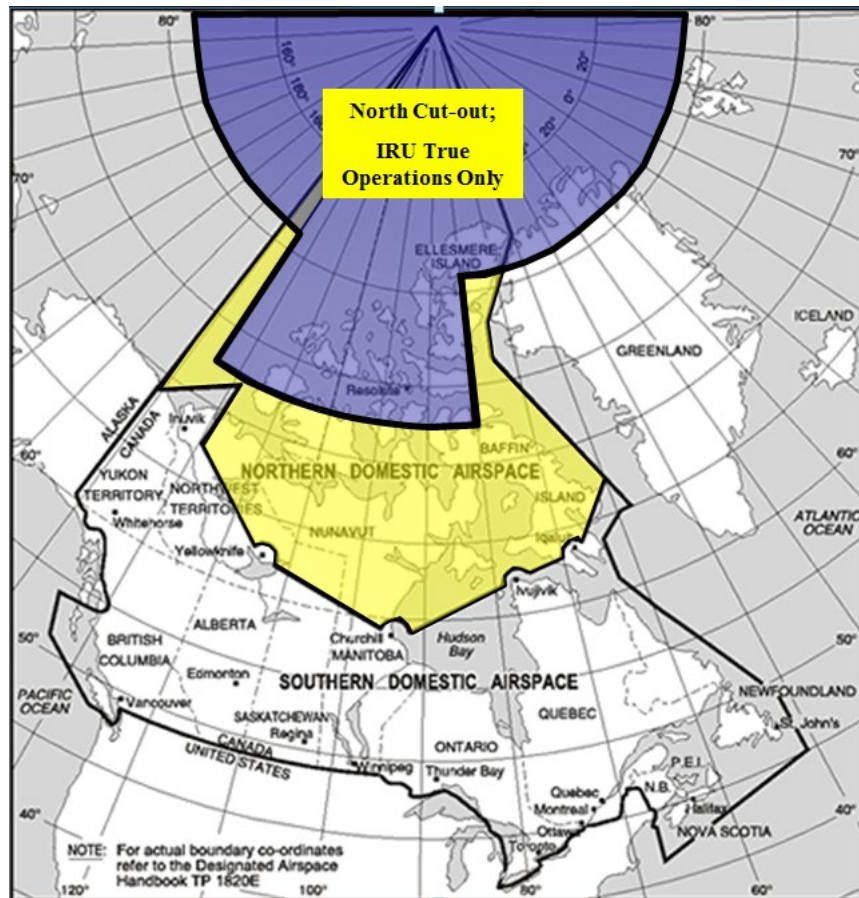 80°
80°
160°
180°
160
20°
0°
20°
North Cut-out;
IRU True
Operations Only
70°
70°
ELLESMERE
ISLAND
ICELAND
GREENLAND
Resolute
ALASKA
CANADA
60°
60°
Inuvik
BAFFIN
ISLAND
NORTHERN DOMESTIC AIRSPACE
YUKON
TERRITORY
NORTHWEST
TERRITORIES
NUNAVUT
Whitehorse
ATLANTIC
OCEAN
Yellowknife
Iqaluit
Ivujivik
ALBERTA
Churchill
MANITOBA
Hudson
Bay
50°
50°
BRITISH
COLUMBIA
Edmonton
SOUTHERN DOMESTIC AIRSPACE
NEWFOUNDLAND
PACIFIC
OCEAN
Vancouver
QUEBEC
St. John's
SASKATCHEWAN
Regina
CANADA
UNITED STATES
ONTARIO
Winnipeg
Thunder Bay
P.E.I.
N.B.
Quebec
Montreal
Ottawa
Toronto
Halifax
NOVA SCOTIA
40°
40°
NOTE: For actual boundary co-ordinates
refer to the Designated Airspace
Handbook TP 1820E
120°
100°
80°
60°